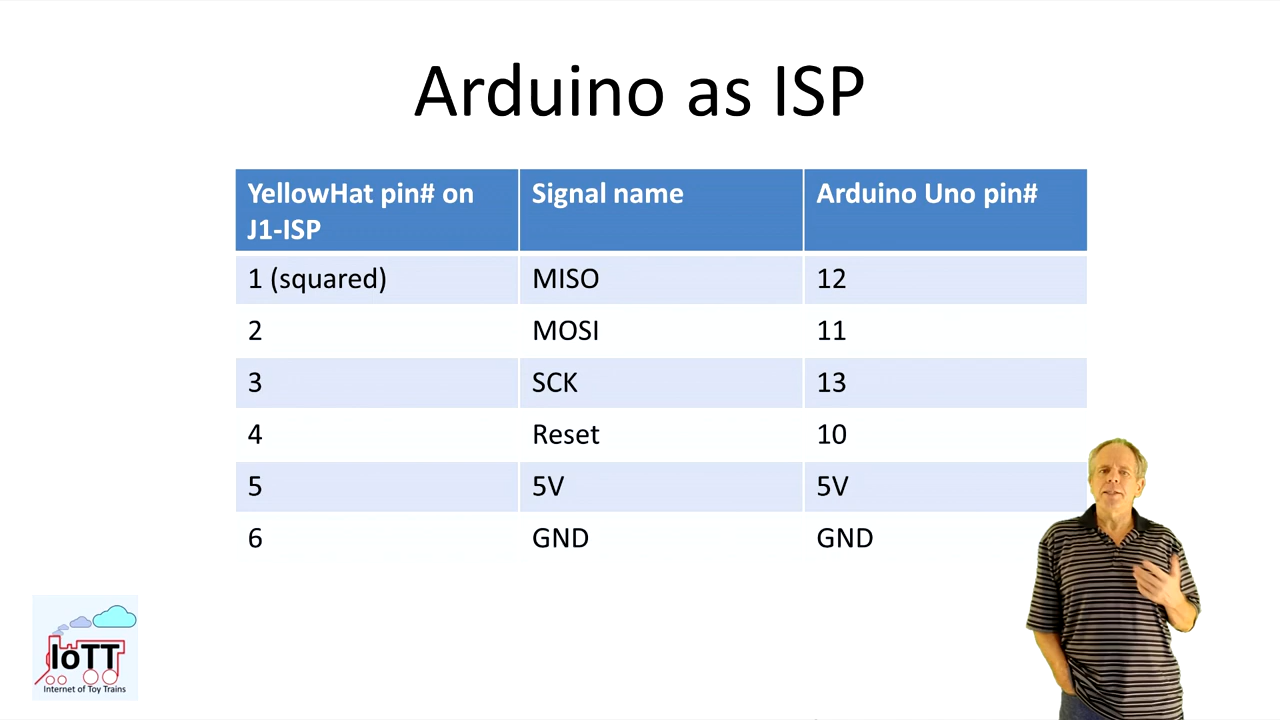 Arduino as ISP
YellowHat pin# on J1-ISP Signal name Arduino Uno pin#
1 (squared) MISO 12
2 MOSI 11
3 SCK 13
4 Reset 10
5 5V 5V
6 GND GND
IoTT
Internet of Toy Trains